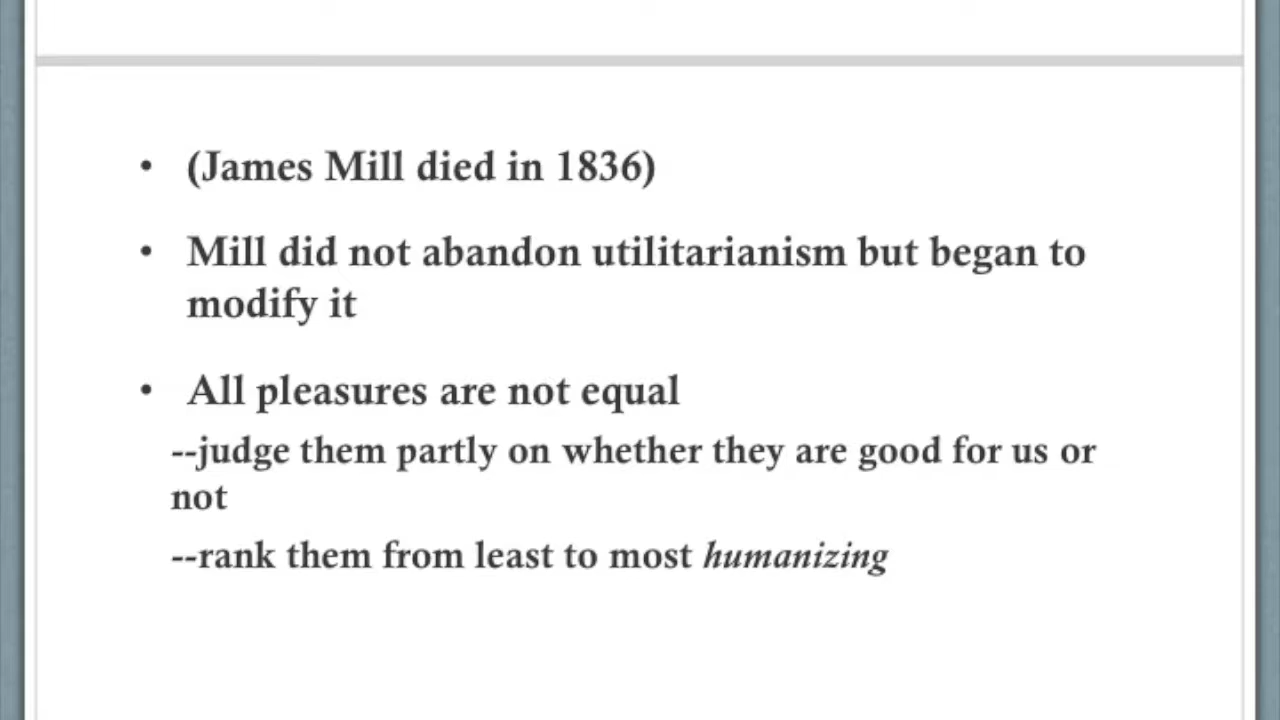 • (James Mill died in 1836)
• Mill did not abandon utilitarianism but began to
modify it
• All pleasures are not equal
--judge them partly on whether they are good for us or
not
--rank them from least to most humanizing